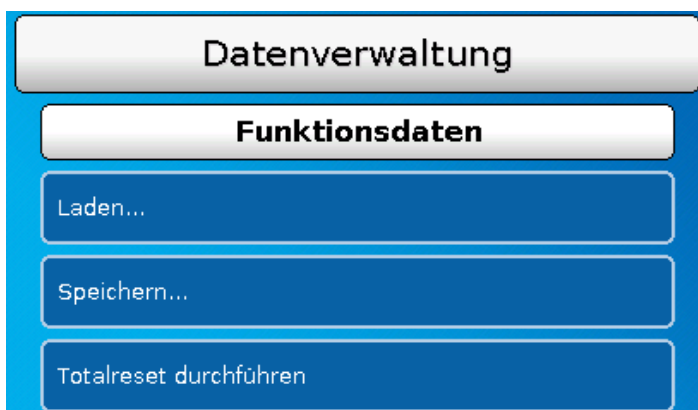 Datenverwaltung
Funktionsdaten
Laden...
Speichern...
Totalreset durchführen